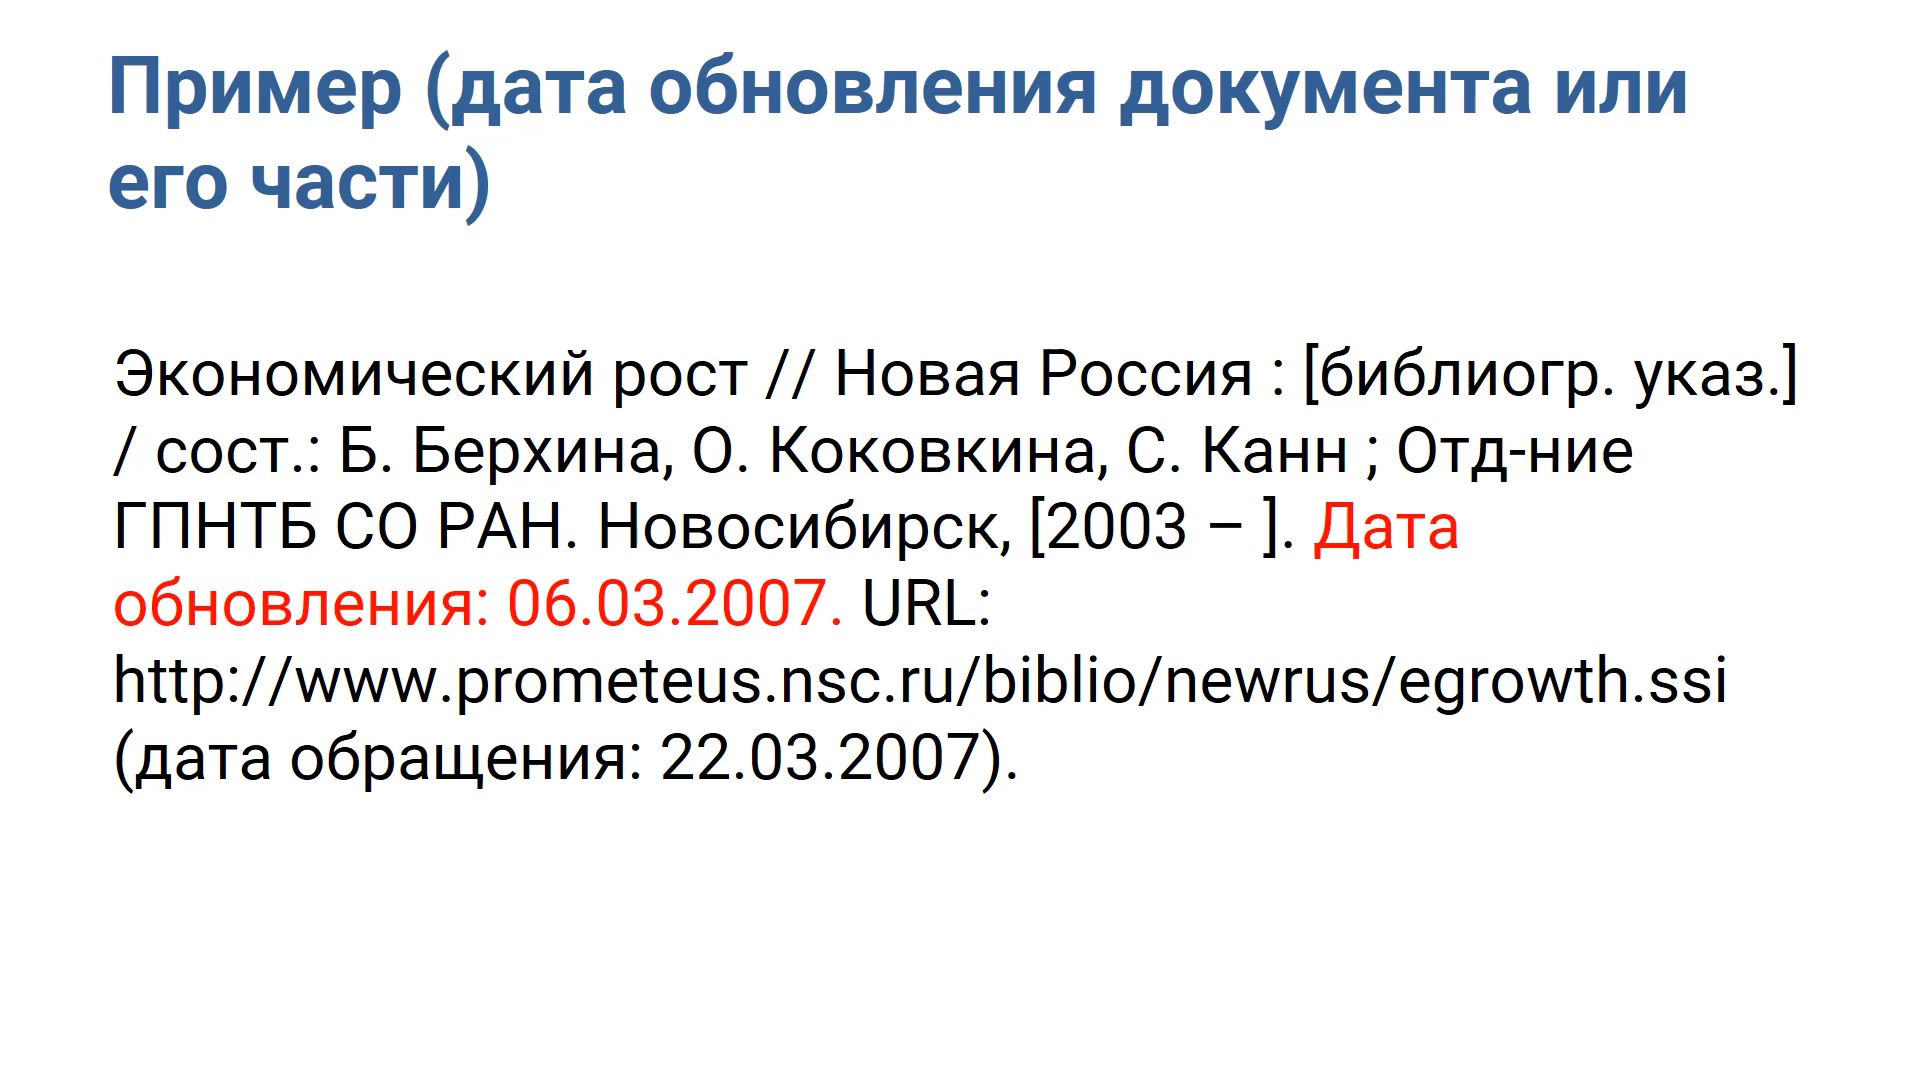 Пример (дата обновления документа или
его части)
Экономический рост // Новая Россия : [библиогр. указ.]
/ сост.: Б. Берхина, О. Коковкина, С. Канн ; Отд-ние
ГПНТБ СО РАН. Новосибирск, [2003 – ]. Дата
обновления: 06.03.2007. URL:
http://www.prometeus.nsc.ru/biblio/newrus/egrowth.ssi
(дата обращения: 22.03.2007).